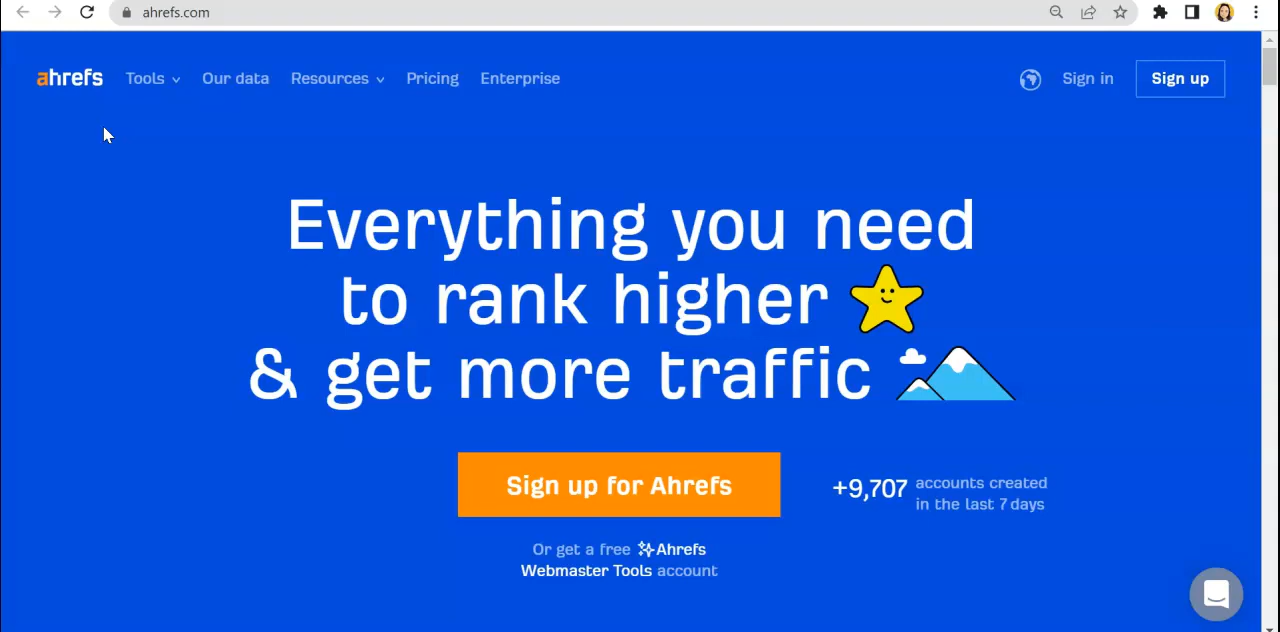 ahrefs.com
ahrefs Tools Our data Resources Pricing Enterprise Sign in Sign up
Everything you need
to rank higher
& get more traffic
Sign up for Ahrefs
+9,707 accounts created
in the last 7 days
Or get a free Ahrefs
Webmaster Tools account